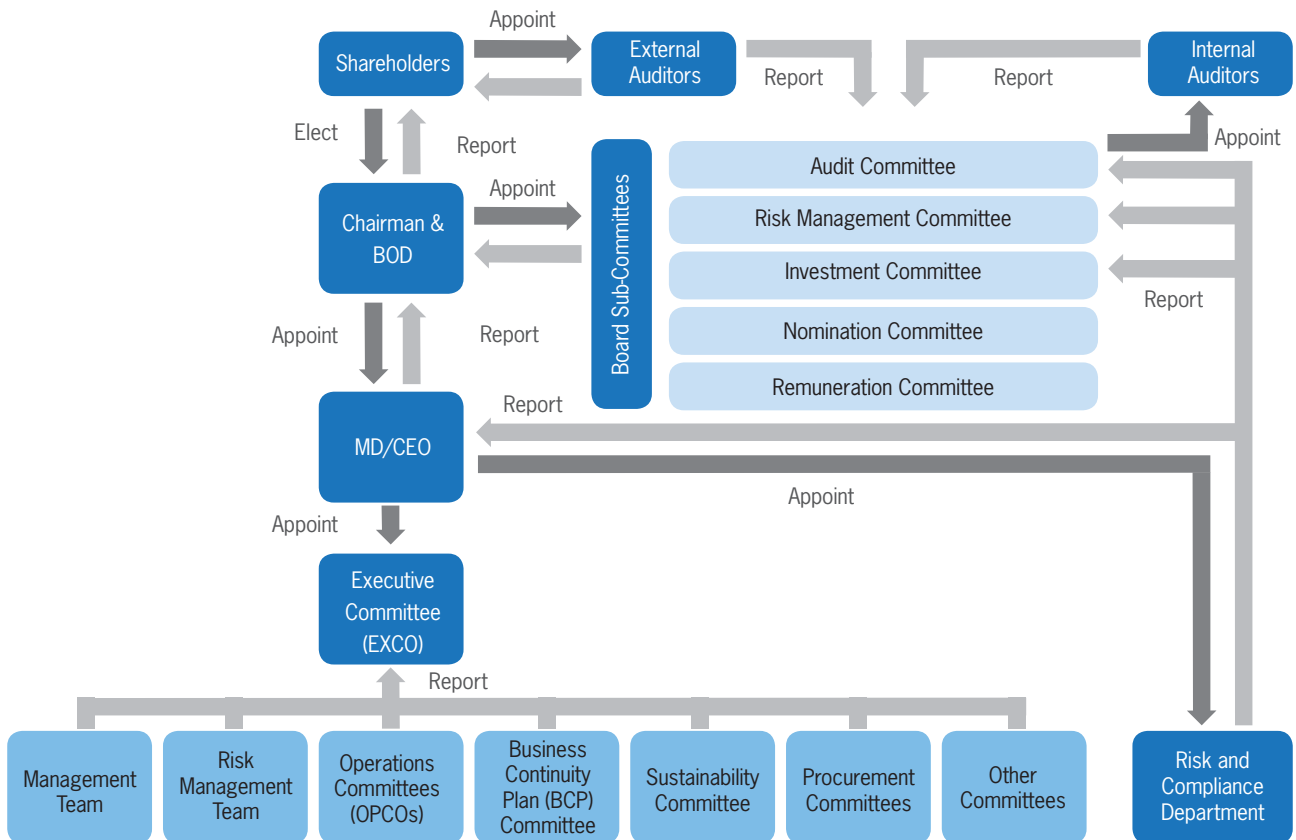 Appoint
Shareholders
External
Auditors
Report
Report
Internal
Auditors
Elect
Report
Appoint
Appoint
Chairman &
BOD
Board Sub-Committees
Audit Committee
Risk Management Committee
Investment Committee
Nomination Committee
Remuneration Committee
Report
Appoint
Report
Report
MD/CEO
Appoint
Appoint
Executive
Committee
(EXCO)
Report
Management
Team
Risk
Management
Team
Operations
Committees
(OPCOs)
Business
Continuity
Plan (BCP)
Committee
Sustainability
Committee
Procurement
Committees
Other
Committees
Risk and
Compliance
Department